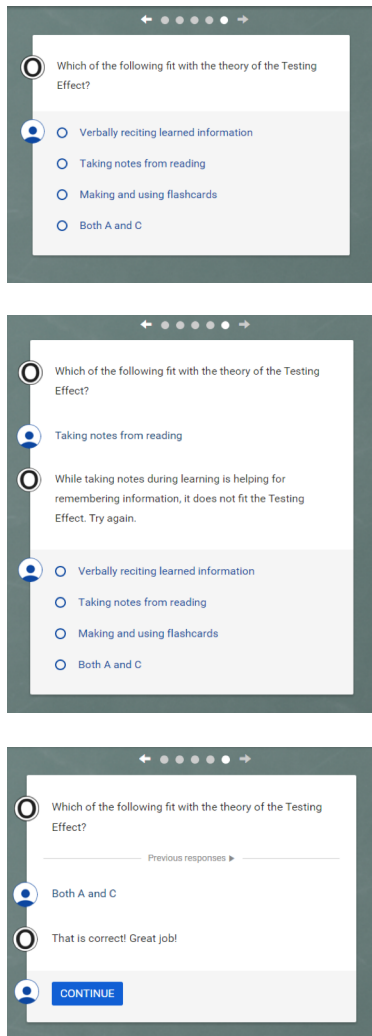 Which of the following fit with the theory of the Testing
Effect?
Verbally reciting learned information
Taking notes from reading
Making and using flashcards
Both A and C
Which of the following fit with the theory of the Testing
Effect?
Taking notes from reading
While taking notes during learning is helping for
remembering information, it does not fit the Testing
Effect. Try again.
Verbally reciting learned information
Taking notes from reading
Making and using flashcards
Both A and C
Which of the following fit with the theory of the Testing
Effect?
Previous responses
Both A and C
That is correct! Great job!
CONTINUE